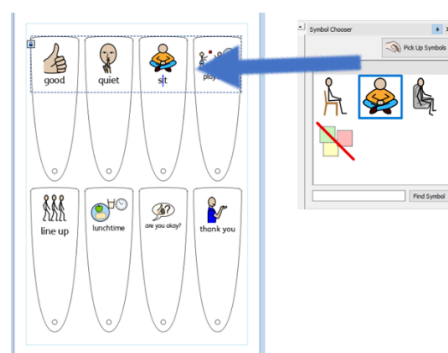 Symbol Chooser
Pick Up Symbols
good
quiet
sit
play
line up
lunchtime
are you okay?
thank you
Find Symbol